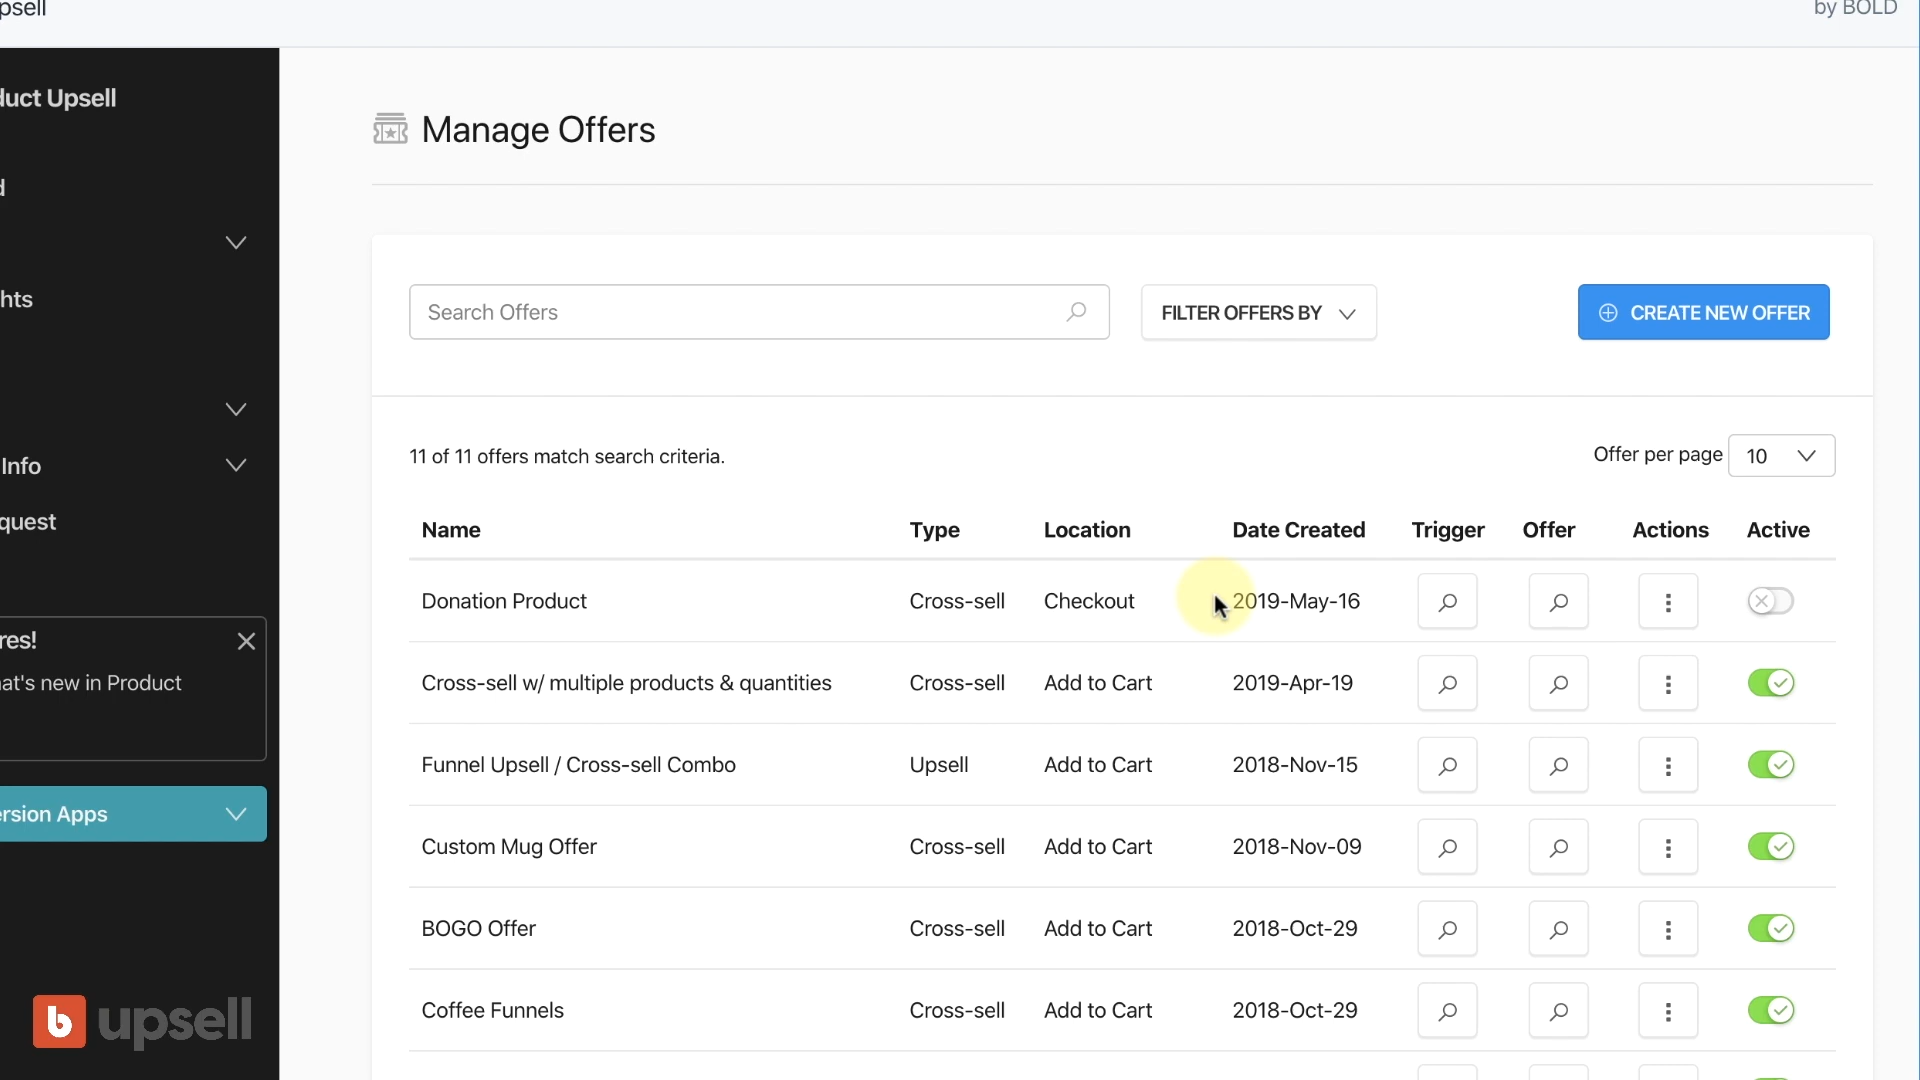 psell
by BOLD
duct Upsell
d
hts
Info
quest
res!
at's new in Product
ersion Apps
b upsell
Manage Offers
Search Offers
FILTER OFFERS BY
CREATE NEW OFFER
11 of 11 offers match search criteria.
Offer per page 10
Name Type Location Date Created Trigger Offer Actions Active
Donation Product Cross-sell Checkout 2019-May-16
Cross-sell w/ multiple products & quantities Cross-sell Add to Cart 2019-Apr-19
Funnel Upsell / Cross-sell Combo Upsell Add to Cart 2018-Nov-15
Custom Mug Offer Cross-sell Add to Cart 2018-Nov-09
BOGO Offer Cross-sell Add to Cart 2018-Oct-29
Coffee Funnels Cross-sell Add to Cart 2018-Oct-29